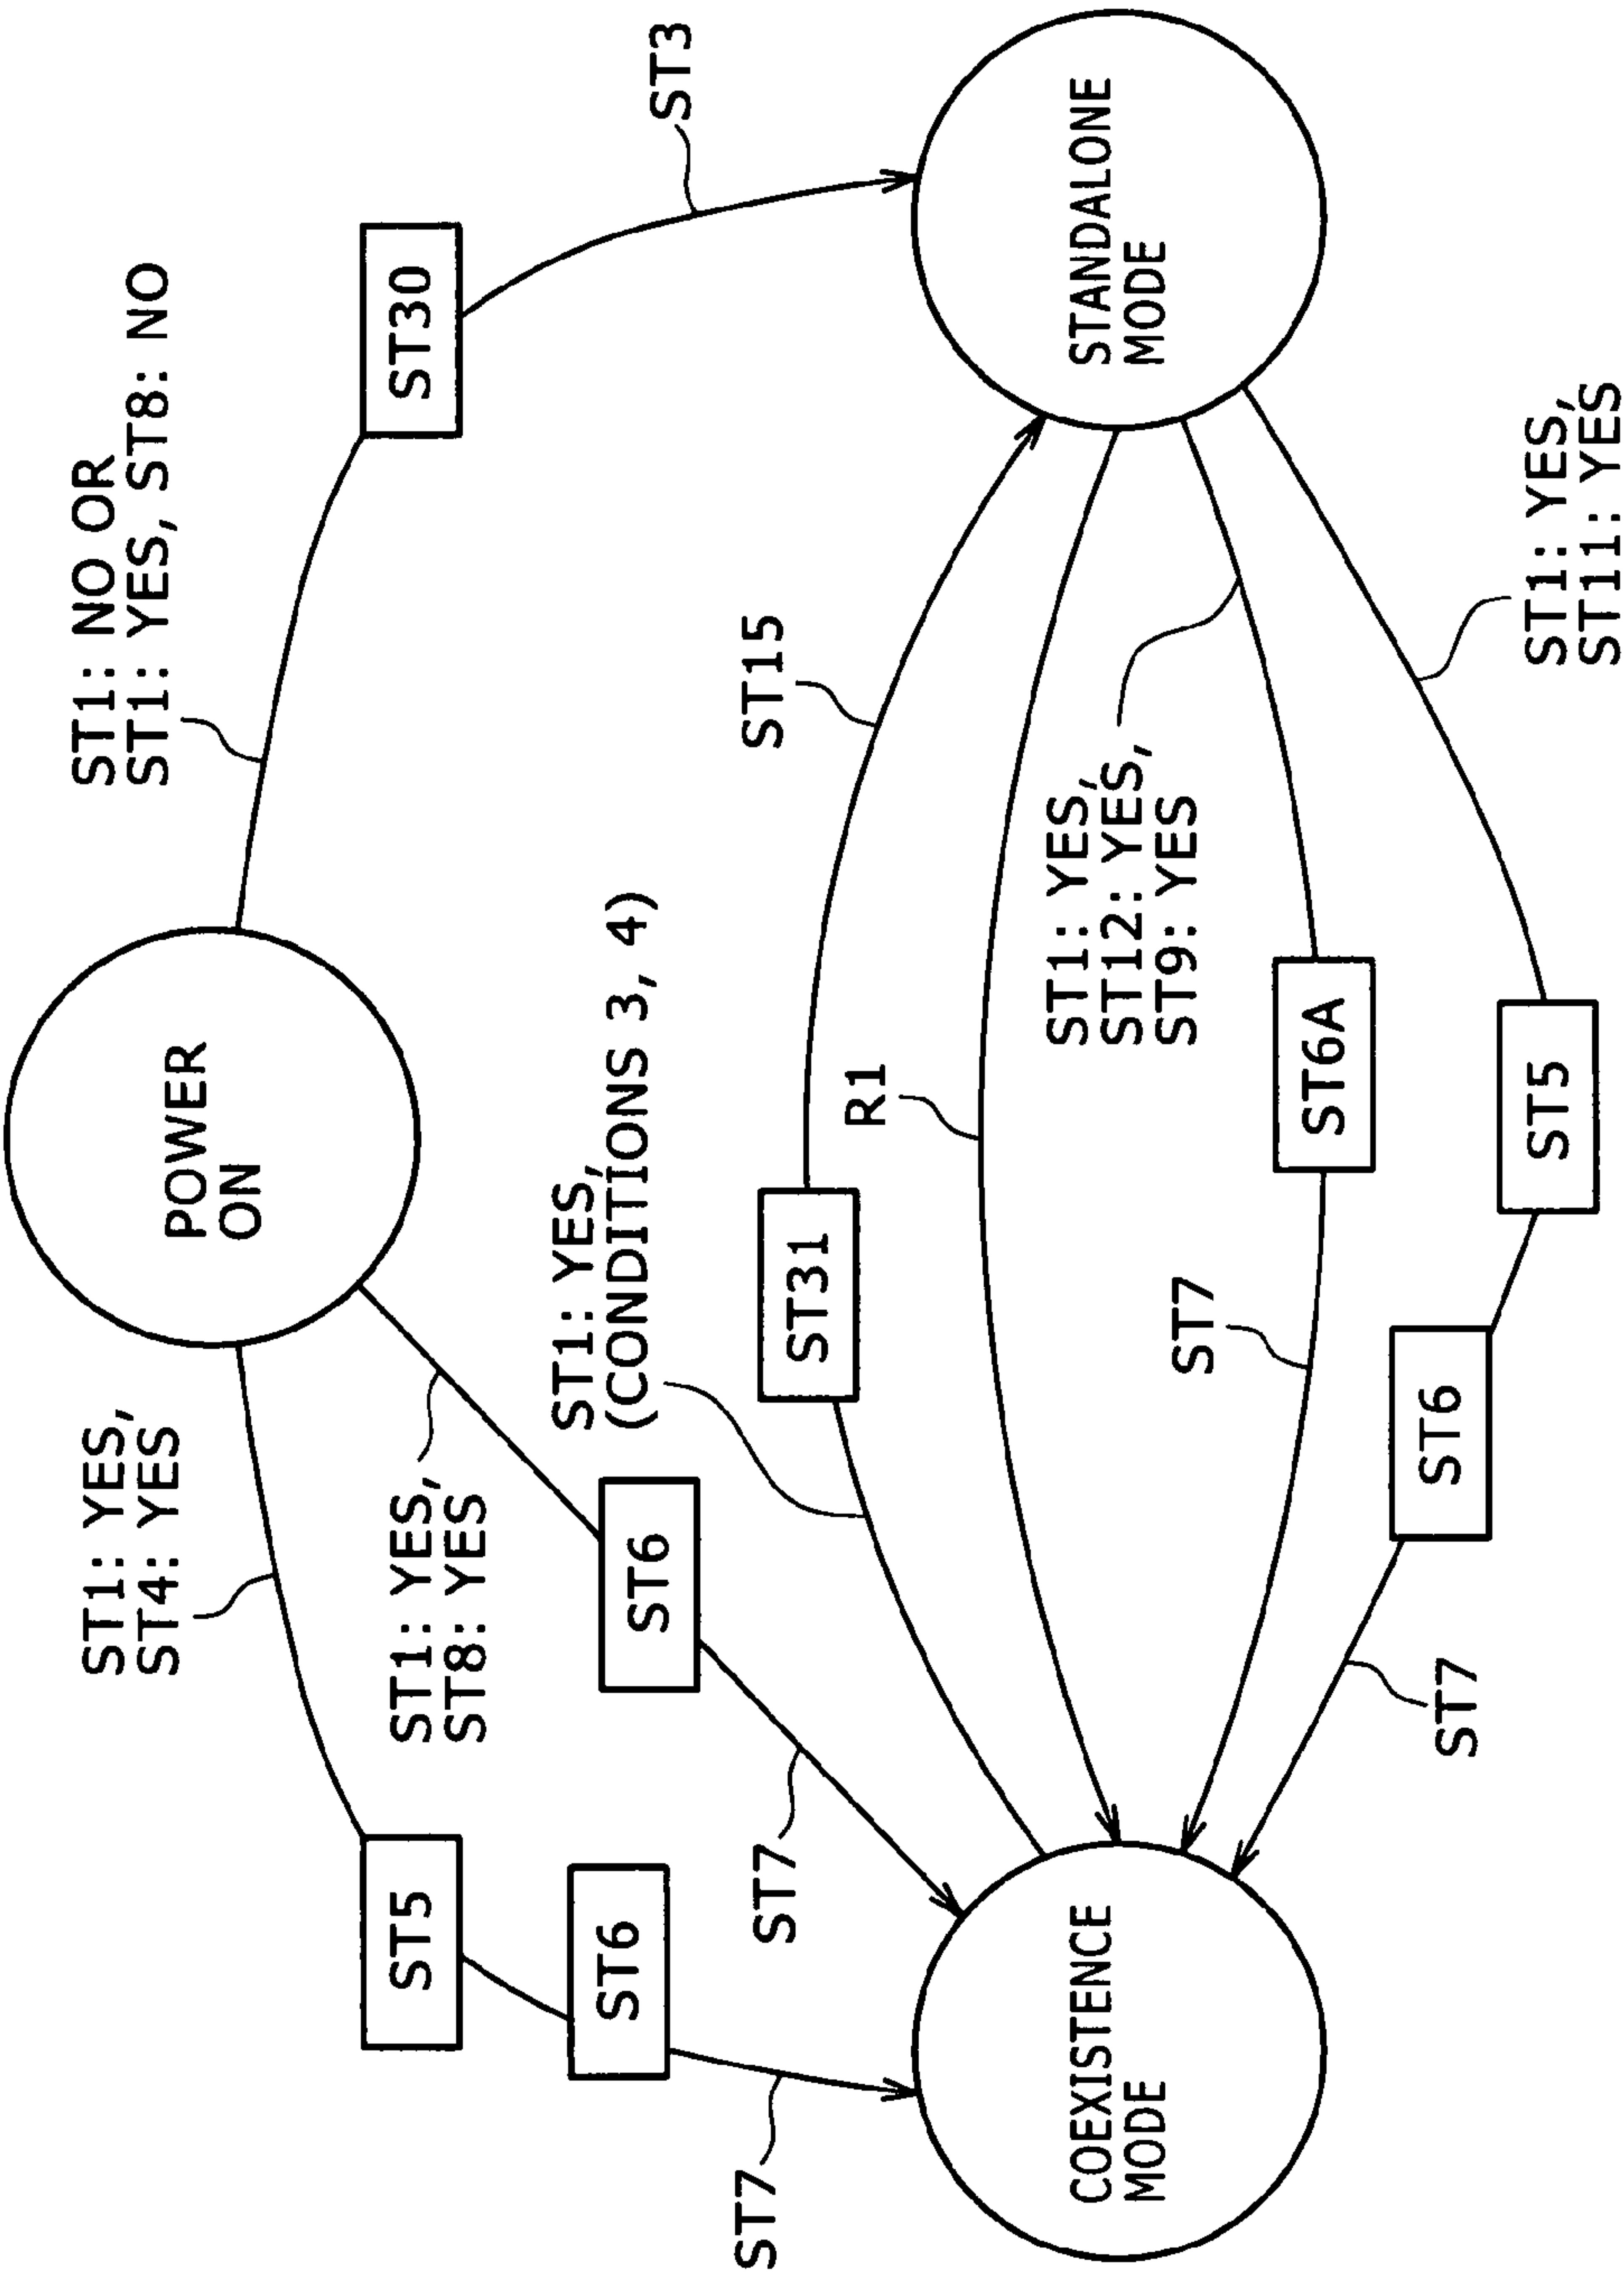 ST1: YES,
ST4: YES
POWER
ON
ST1: NO OR
ST1: YES, ST8: NO
ST5
ST1: YES,
ST8: YES
ST30
ST6
ST6
ST1: YES,
(CONDITIONS 3, 4)
ST3
ST7
ST7
ST31
ST15
R1
COEXISTENCE
MODE
ST1: YES,
ST12: YES,
ST9: YES
STANDALONE
MODE
ST7
ST6A
ST7
ST6
ST5
ST1: YES,
ST11: YES